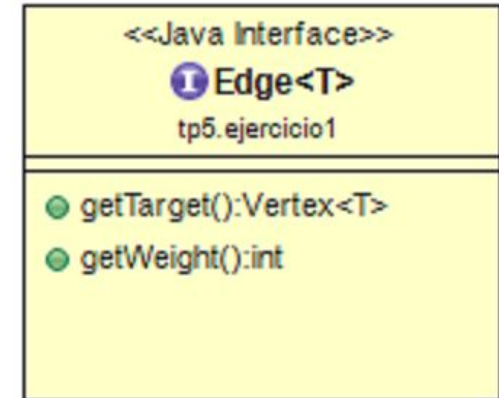 <<Java Interface>>
I Edge<T>
tp5.ejercicio1
getTarget():Vertex<T>
getWeight():int